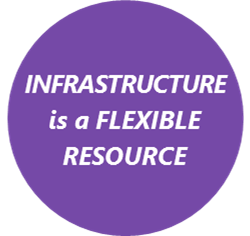 INFRASTRUCTURE
is a FLEXIBLE
RESOURCE